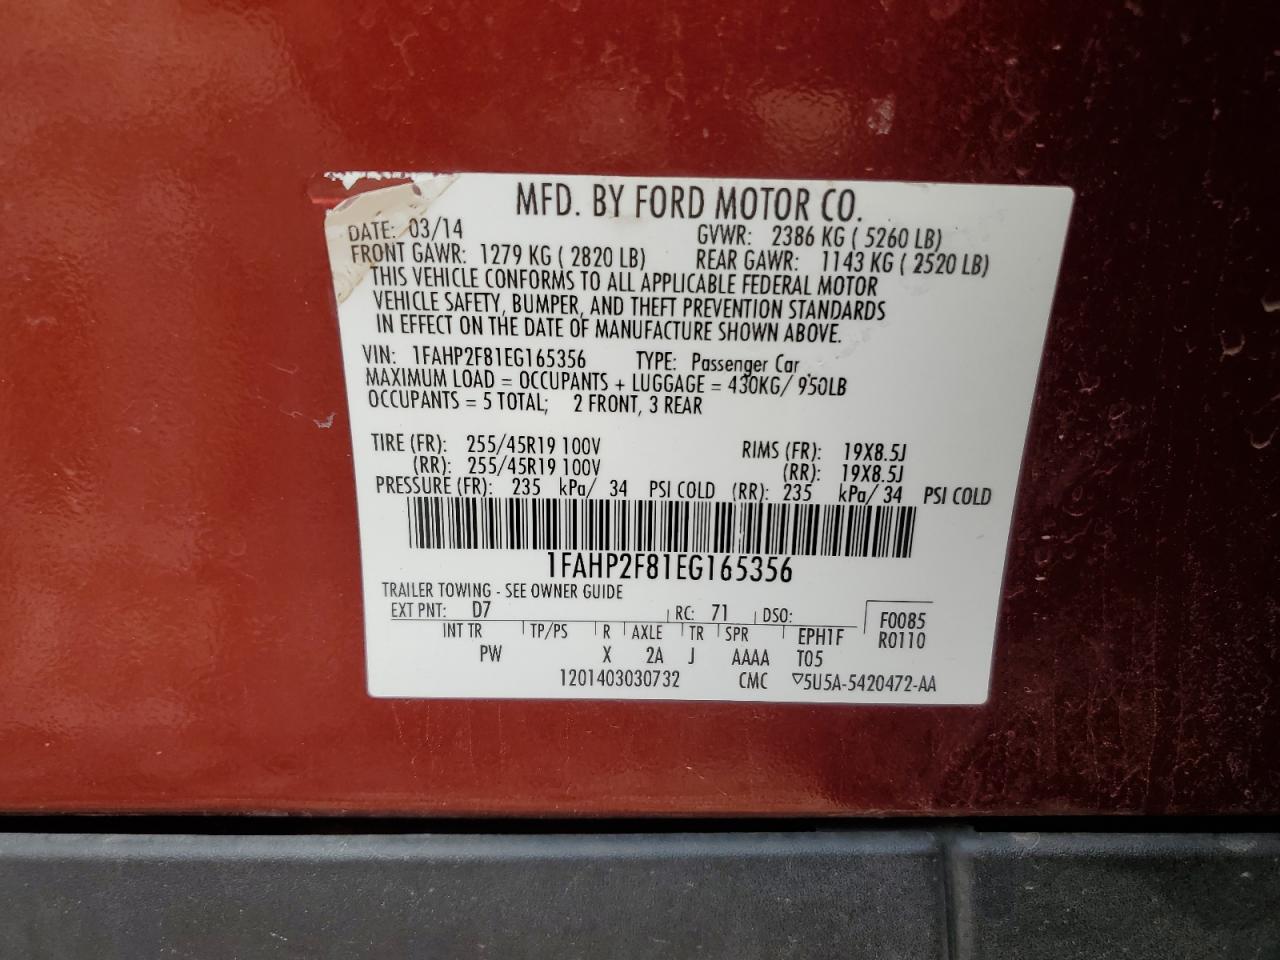 MFD. BY FORD MOTOR CO.
DATE: 03/14 GVWR: 2386 KG ( 5260 LB)
FRONT GAWR: 1279 KG ( 2820 LB) REAR GAWR: 1143 KG ( 2520 LB)
THIS VEHICLE CONFORMS TO ALL APPLICABLE FEDERAL MOTOR
VEHICLE SAFETY, BUMPER, AND THEFT PREVENTION STANDARDS
IN EFFECT ON THE DATE OF MANUFACTURE SHOWN ABOVE.
VIN: 1FAHP2F81EG165356 TYPE: Passenger Car
MAXIMUM LOAD = OCCUPANTS + LUGGAGE = 430KG/ 950LB
OCCUPANTS = 5 TOTAL; 2 FRONT, 3 REAR
TIRE (FR): 255/45R19 100V RIMS (FR): 19X8.5J
(RR): 255/45R19 100V (RR): 19X8.5J
PRESSURE (FR): 235 kPa/ 34 PSI COLD (RR): 235 kPa/ 34 PSI COLD
1FAHP2F81EG165356
TRAILER TOWING - SEE OWNER GUIDE
EXT PNT: D7 RC: 71 DSO: F0085
INT TR TP/PS R AXLE TR SPR EPH1F R0110
PW X 2A J AAAA T05
1201403030732 CMC ▽5U5A-5420472-AA